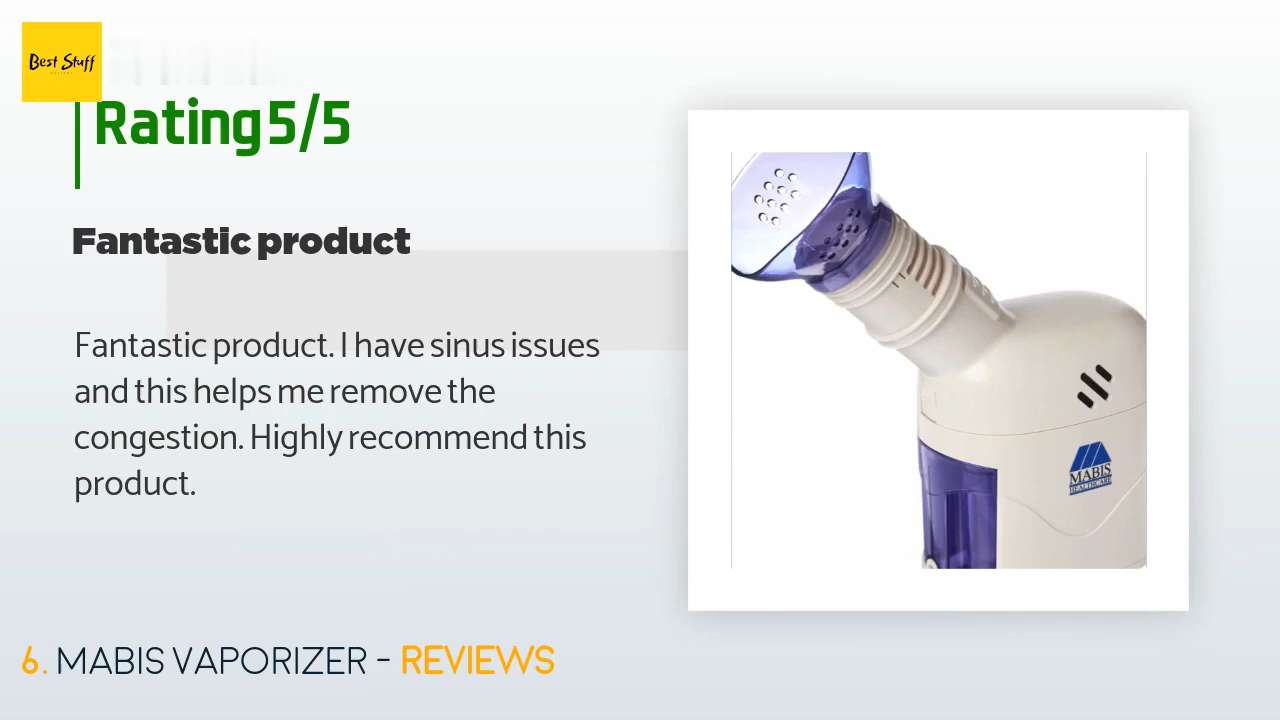 Best Stuff
Rating 5/5
Fantastic product
Fantastic product. I have sinus issues
and this helps me remove the
congestion. Highly recommend this
product.
MABIS
HEALTHCARE
6. MABIS VAPORIZER - REVIEWS